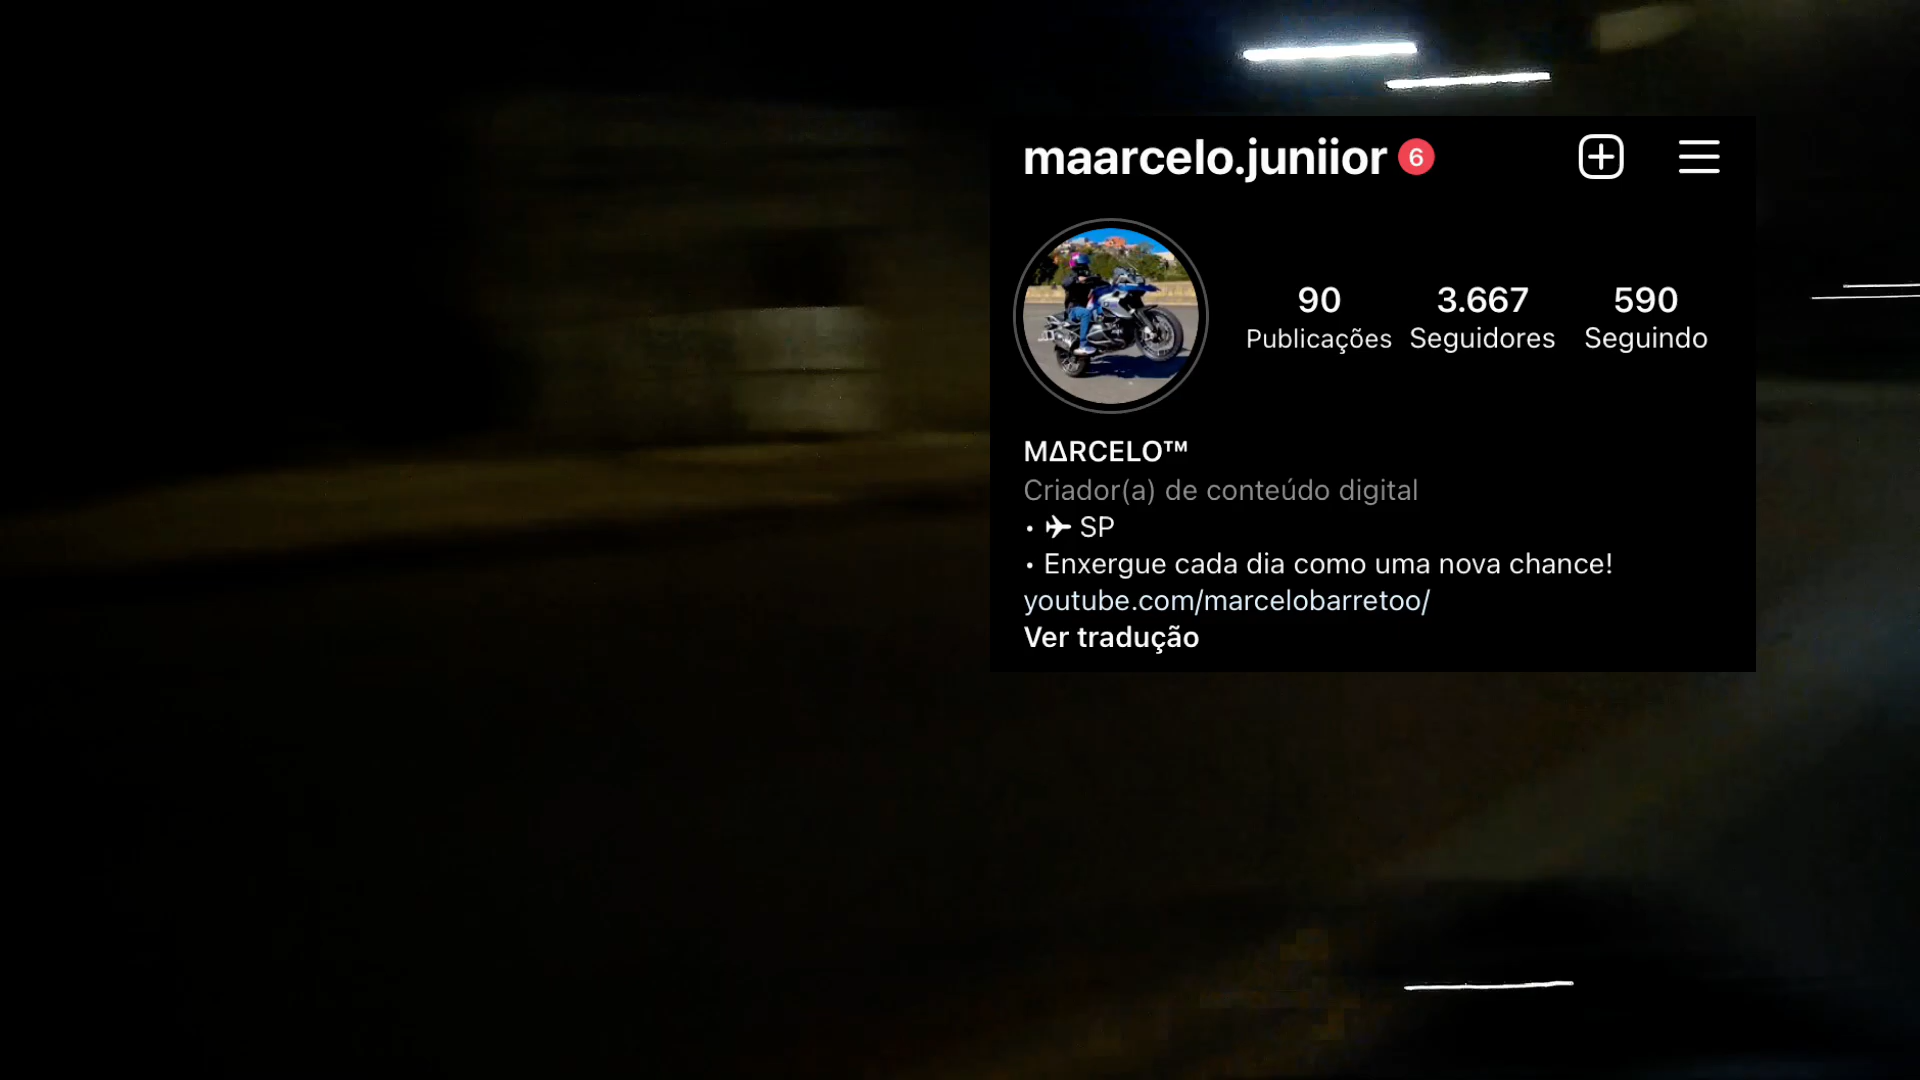 maarcelo.juniior 6
90 3.667 590
Publicações Seguidores Seguindo
MΔRCELO™
Criador(a) de conteúdo digital
• ✈ SP
• Enxergue cada dia como uma nova chance!
youtube.com/marcelobarretoo/
Ver tradução